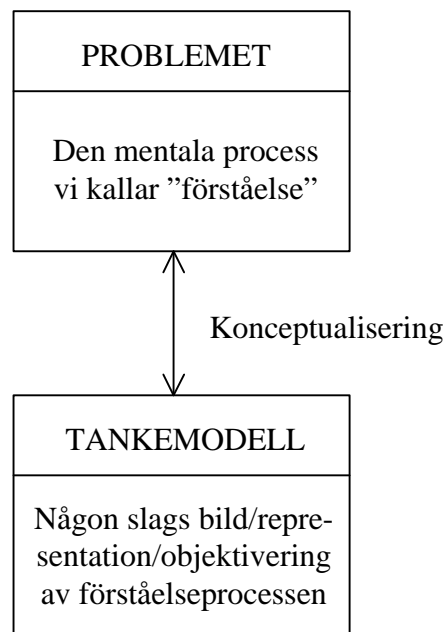 PROBLEMET
Den mentala process
vi kallar ”förståelse”
Konceptualisering
TANKEMODELL
Någon slags bild/repre-
sentation/objektivering
av förståelseprocessen